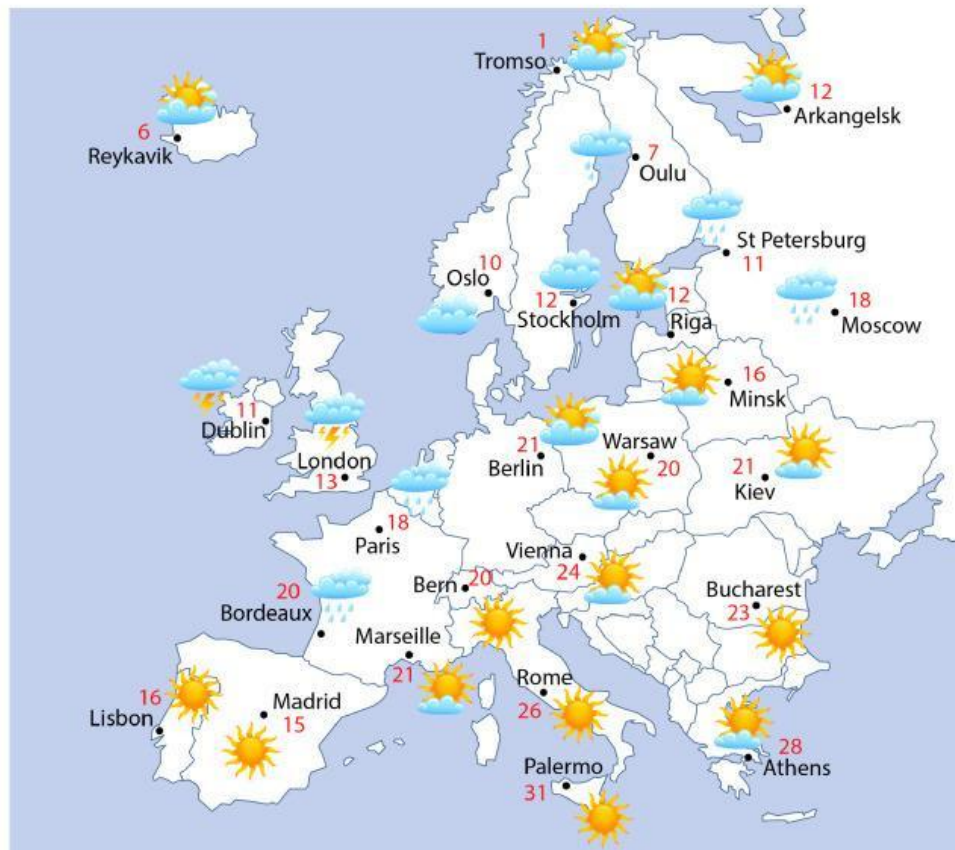 1
Tromso
12
Arkangelsk
6
Reykavik
7
Oulu
St Petersburg
11
10
Oslo
12
Stockholm
12
Riga
18
Moscow
16
Minsk
11
Dublin
London
13
21
Berlin
Warsaw
20
21
Kiev
18
Paris
Vienna
24
Bern 20
20
Bordeaux
Bucharest
23
Marseille
21
Rome
26
16
Lisbon
Madrid
15
28
Athens
Palermo
31